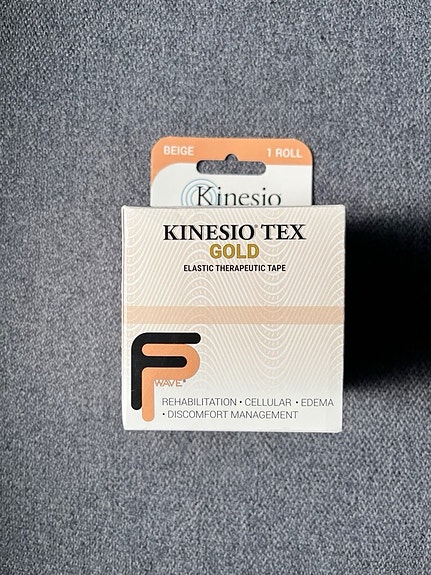 BEIGE 1 ROLL
Kinesio
KINESIO® TEX
GOLD
ELASTIC THERAPEUTIC TAPE
FP
WAVE®
REHABILITATION • CELLULAR • EDEMA
• DISCOMFORT MANAGEMENT